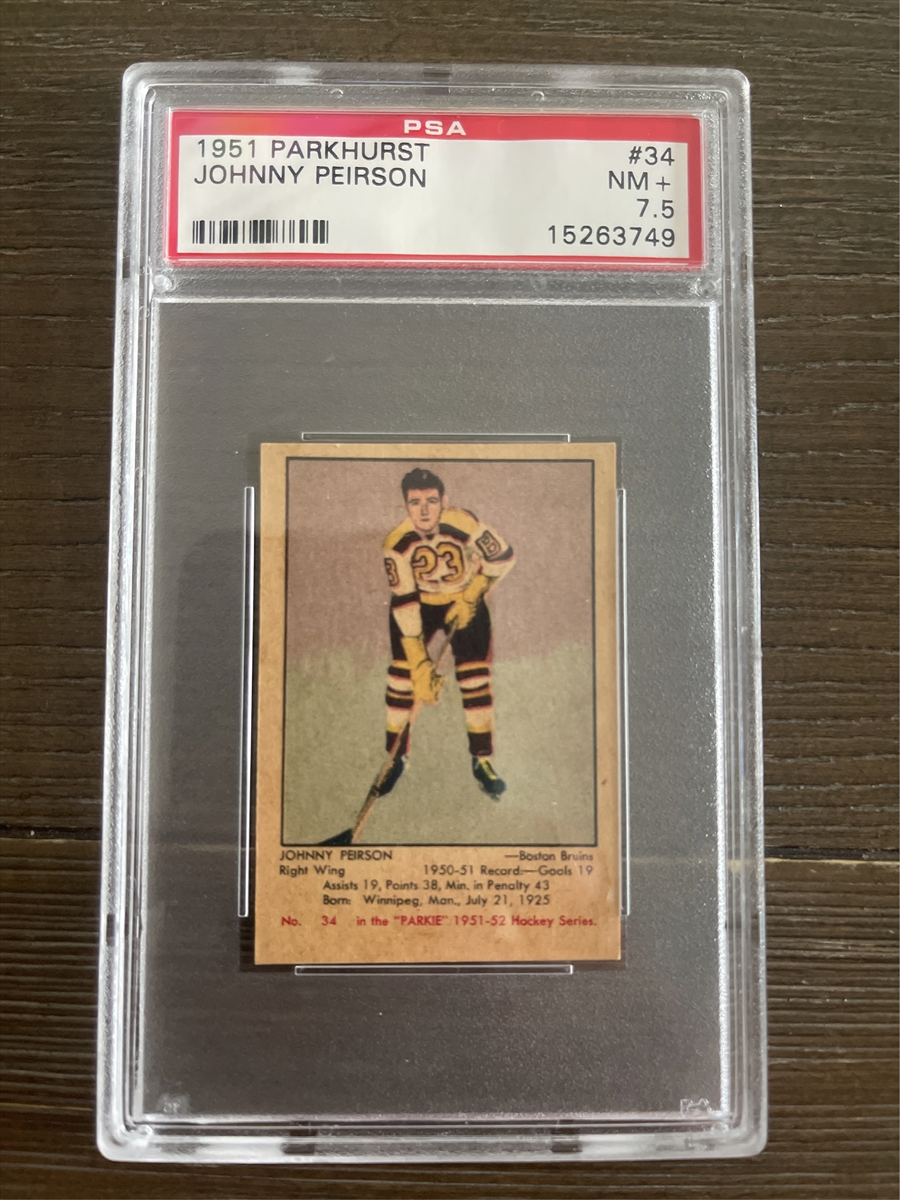 PSA
1951 PARKHURST #34
JOHNNY PEIRSON NM+
7.5
15263749
B 23 B
JOHNNY PEIRSON —Boston Bruins
Right Wing 1950-51 Record:—Goals 19
Assists 19, Points 38, Min. in Penalty 43
Born: Winnipeg, Man., July 21, 1925
No. 34 in the "PARKIE" 1951-52 Hockey Series.